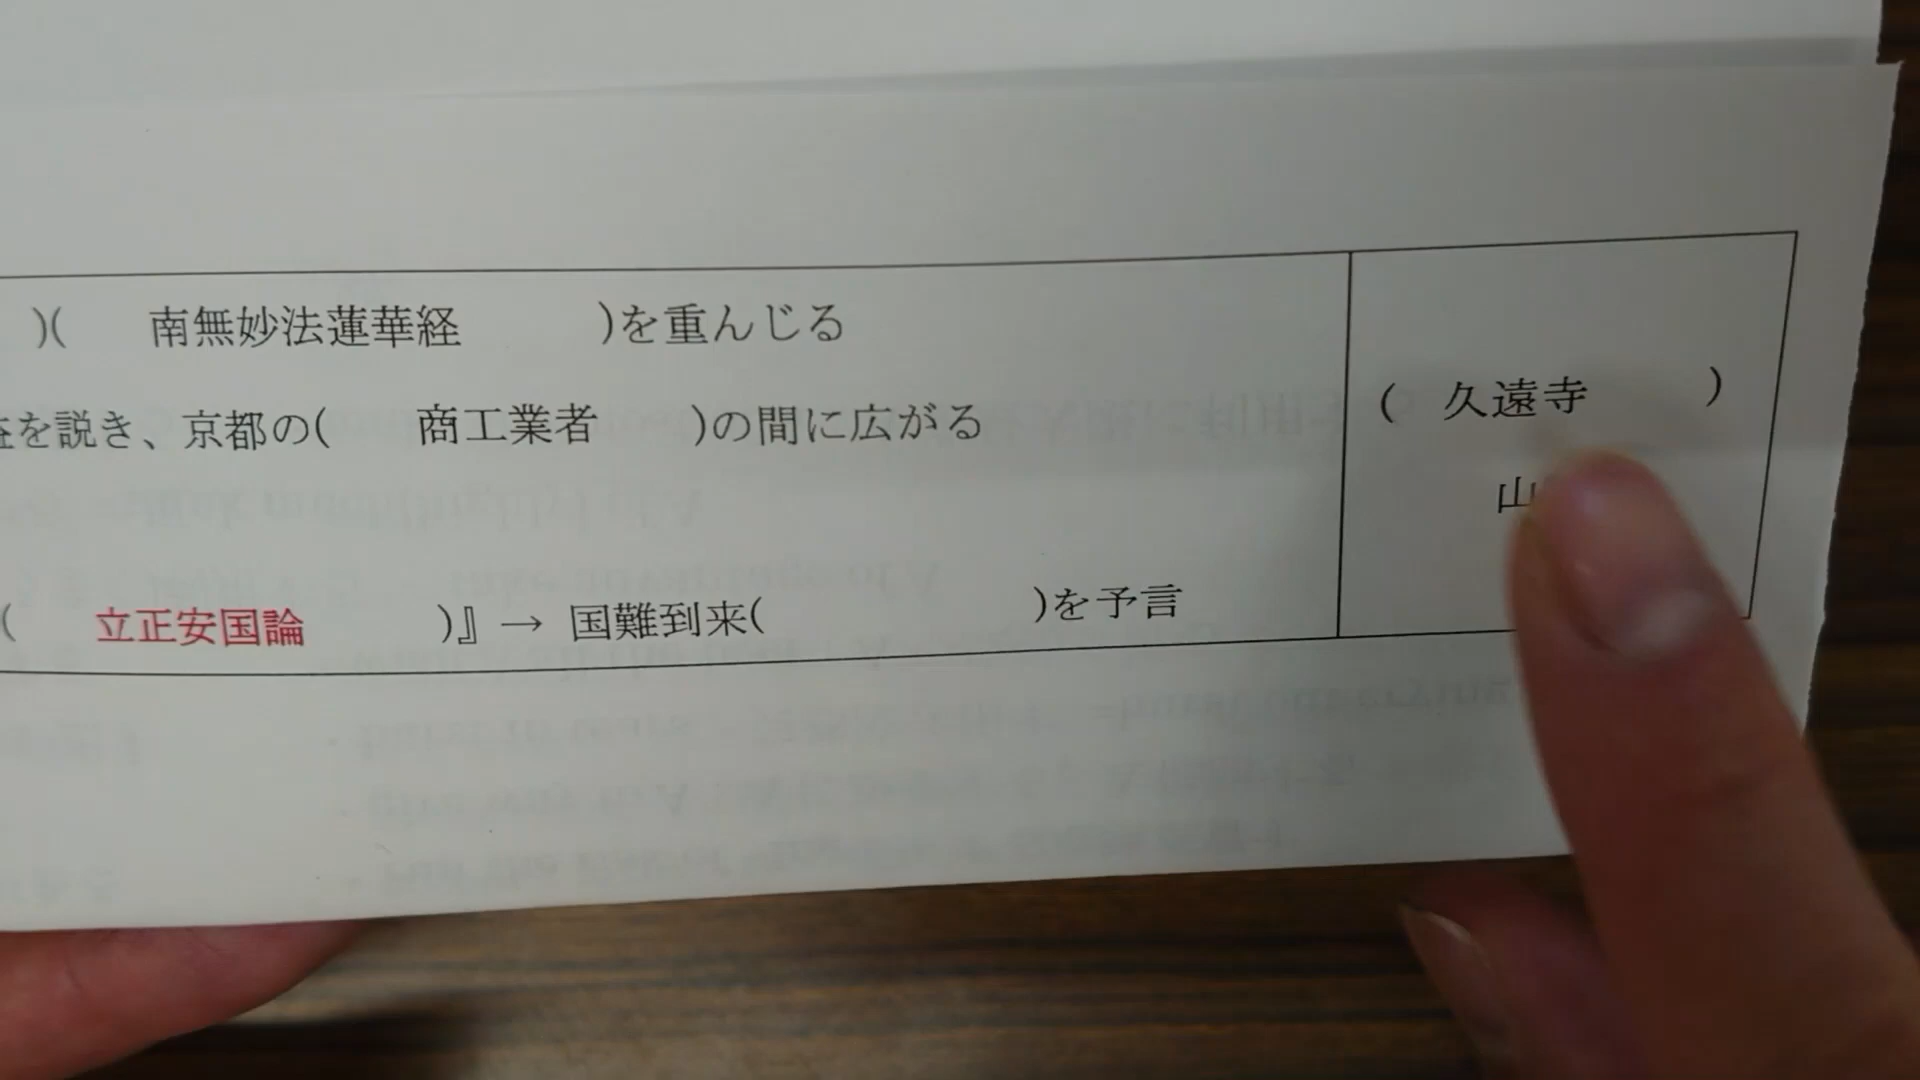 )( 南無妙法蓮華経 )を重んじる
を説き、京都の( 商工業者 )の間に広がる
( 立正安国論 )』→ 国難到来( )を予言
( 久遠寺 )
山